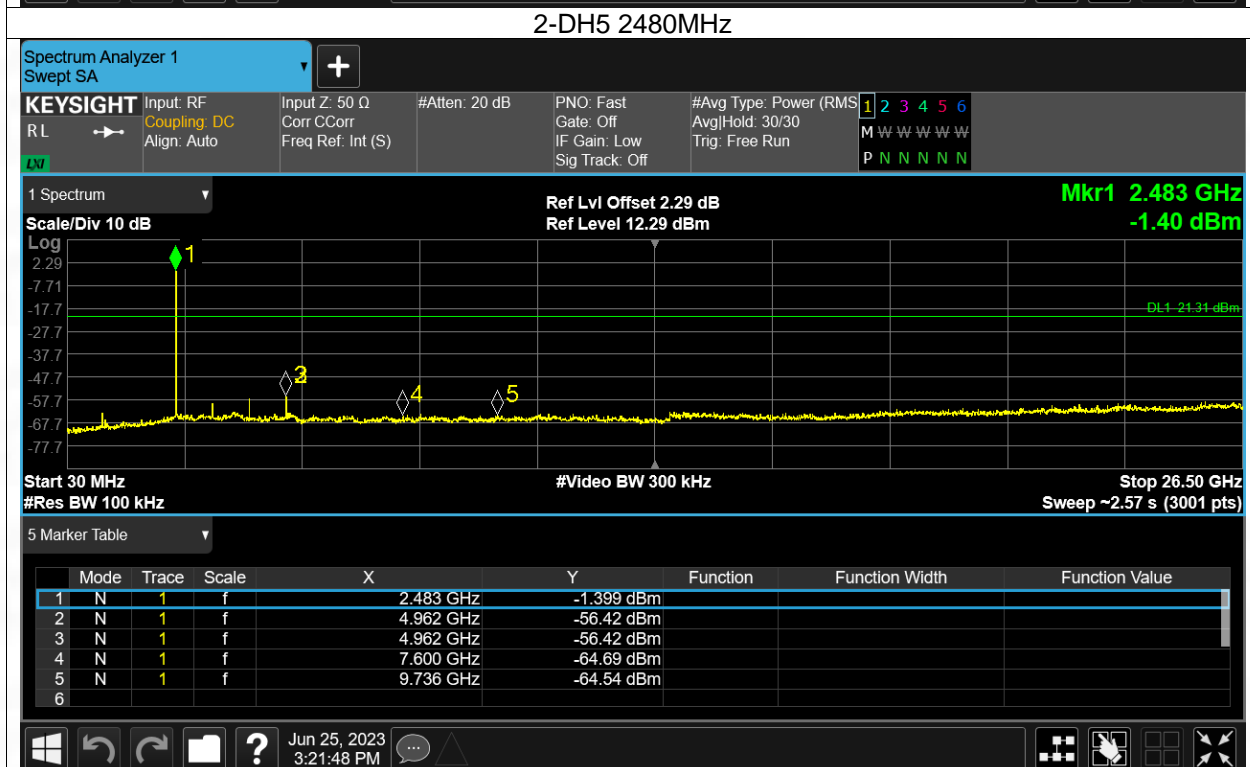 2-DH5 2480MHz
Spectrum Analyzer 1
Swept SA
KEYSIGHT Input: RF Input Z: 50 Ω #Atten: 20 dB PNO: Fast #Avg Type: Power (RMS 1 2 3 4 5 6
RL Coupling: DC Corr CCorr Gate: Off Avg|Hold: 30/30 M W W W W W
Align: Auto Freq Ref: Int (S) IF Gain: Low Trig: Free Run
LXI Sig Track: Off P N N N N N
1 Spectrum Ref Lvl Offset 2.29 dB Mkr1 2.483 GHz
Scale/Div 10 dB Ref Level 12.29 dBm -1.40 dBm
Log
1
2.29
-7.71
-17.7 DL1 -21.31 dBm
-27.7
-37.7
-47.7 3
-57.7 4 5
-67.7
-77.7
Start 30 MHz #Video BW 300 kHz Stop 26.50 GHz
#Res BW 100 kHz Sweep ~2.57 s (3001 pts)
5 Marker Table
Mode Trace Scale X Y Function Function Width Function Value
1 N 1 f 2.483 GHz -1.399 dBm
2 N 1 f 4.962 GHz -56.42 dBm
3 N 1 f 4.962 GHz -56.42 dBm
4 N 1 f 7.600 GHz -64.69 dBm
5 N 1 f 9.736 GHz -64.54 dBm
6
? Jun 25, 2023
3:21:48 PM